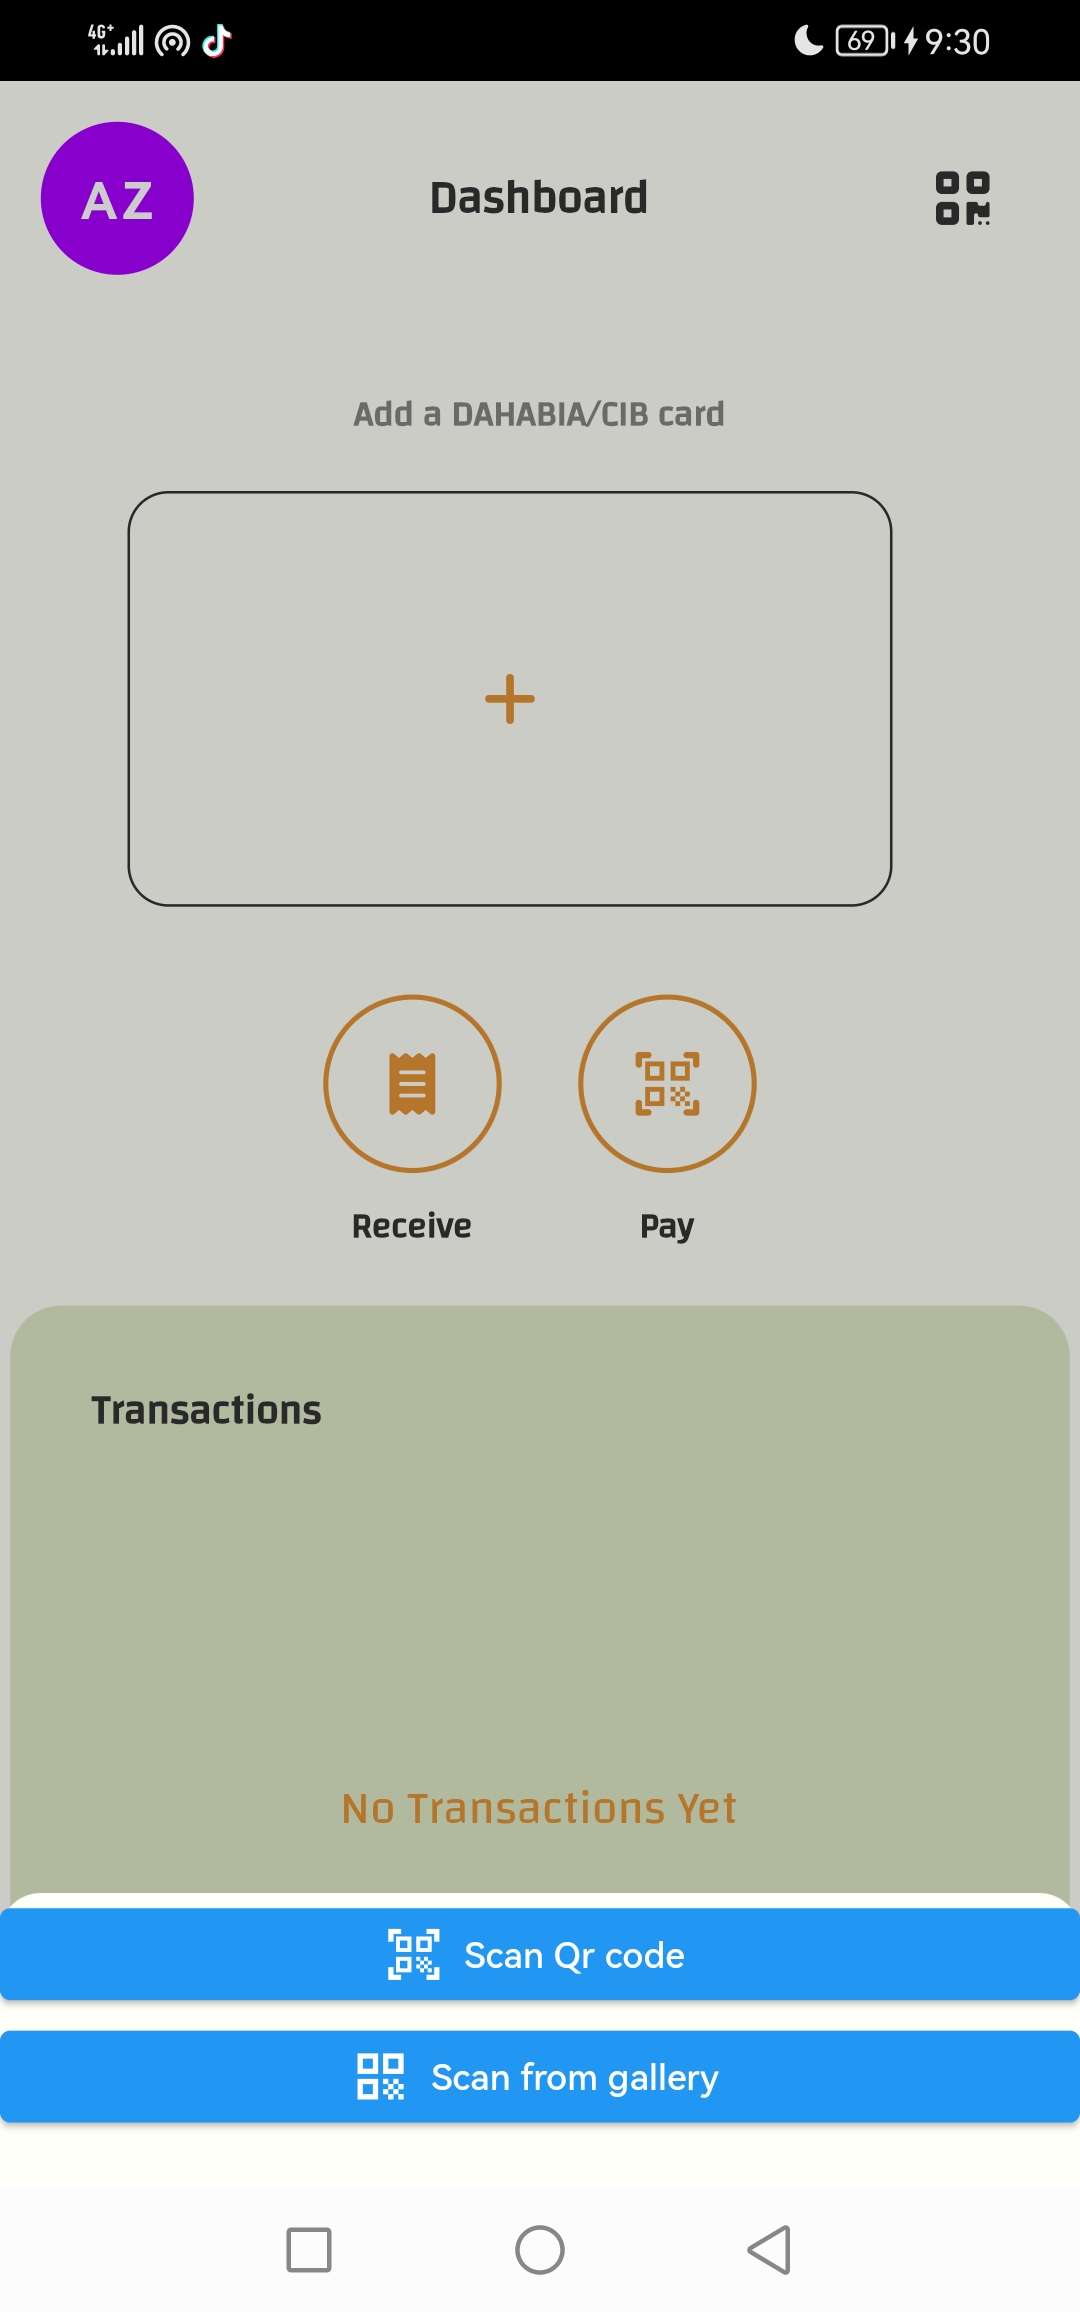 4G+ 69 9:30
AZ Dashboard
Add a DAHABIA/CIB card
Receive Pay
Transactions
No Transactions Yet
Scan Qr code
Scan from gallery